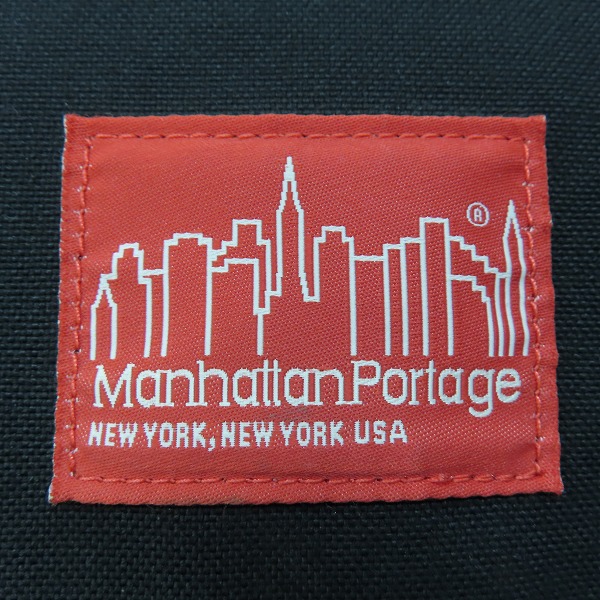 ®
ManhattanPortage
NEW YORK, NEW YORK USA